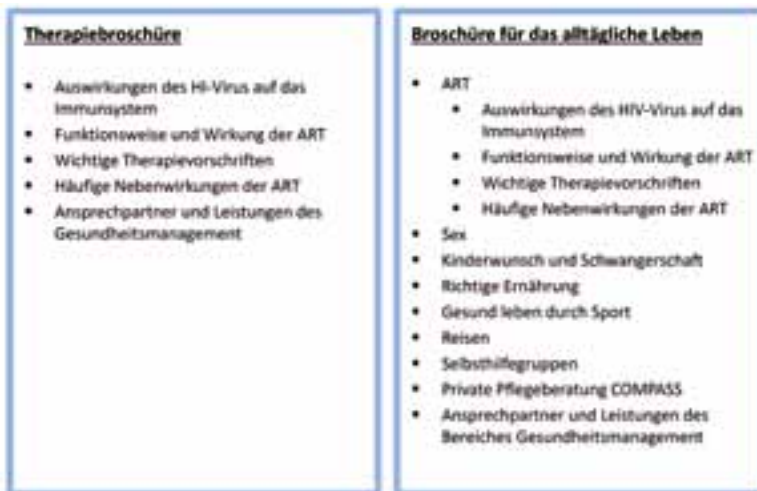 Therapiebroschüre
• Auswirkungen des HI-Virus auf das
Immunsystem
• Funktionsweise und Wirkung der ART
• Wichtige Therapievorschriften
• Häufige Nebenwirkungen der ART
• Ansprechpartner und Leistungen des
Gesundheitsmanagement
Broschüre für das alltägliche Leben
• ART
• Auswirkungen des HIV-Virus auf das
Immunsystem
• Funktionsweise und Wirkung der ART
• Wichtige Therapievorschriften
• Häufige Nebenwirkungen der ART
• Sex
• Kinderwunsch und Schwangerschaft
• Richtige Ernährung
• Gesund leben durch Sport
• Reisen
• Selbsthilfegruppen
• Private Pflegeberatung COMPASS
• Ansprechpartner und Leistungen des
Bereiches Gesundheitsmanagement